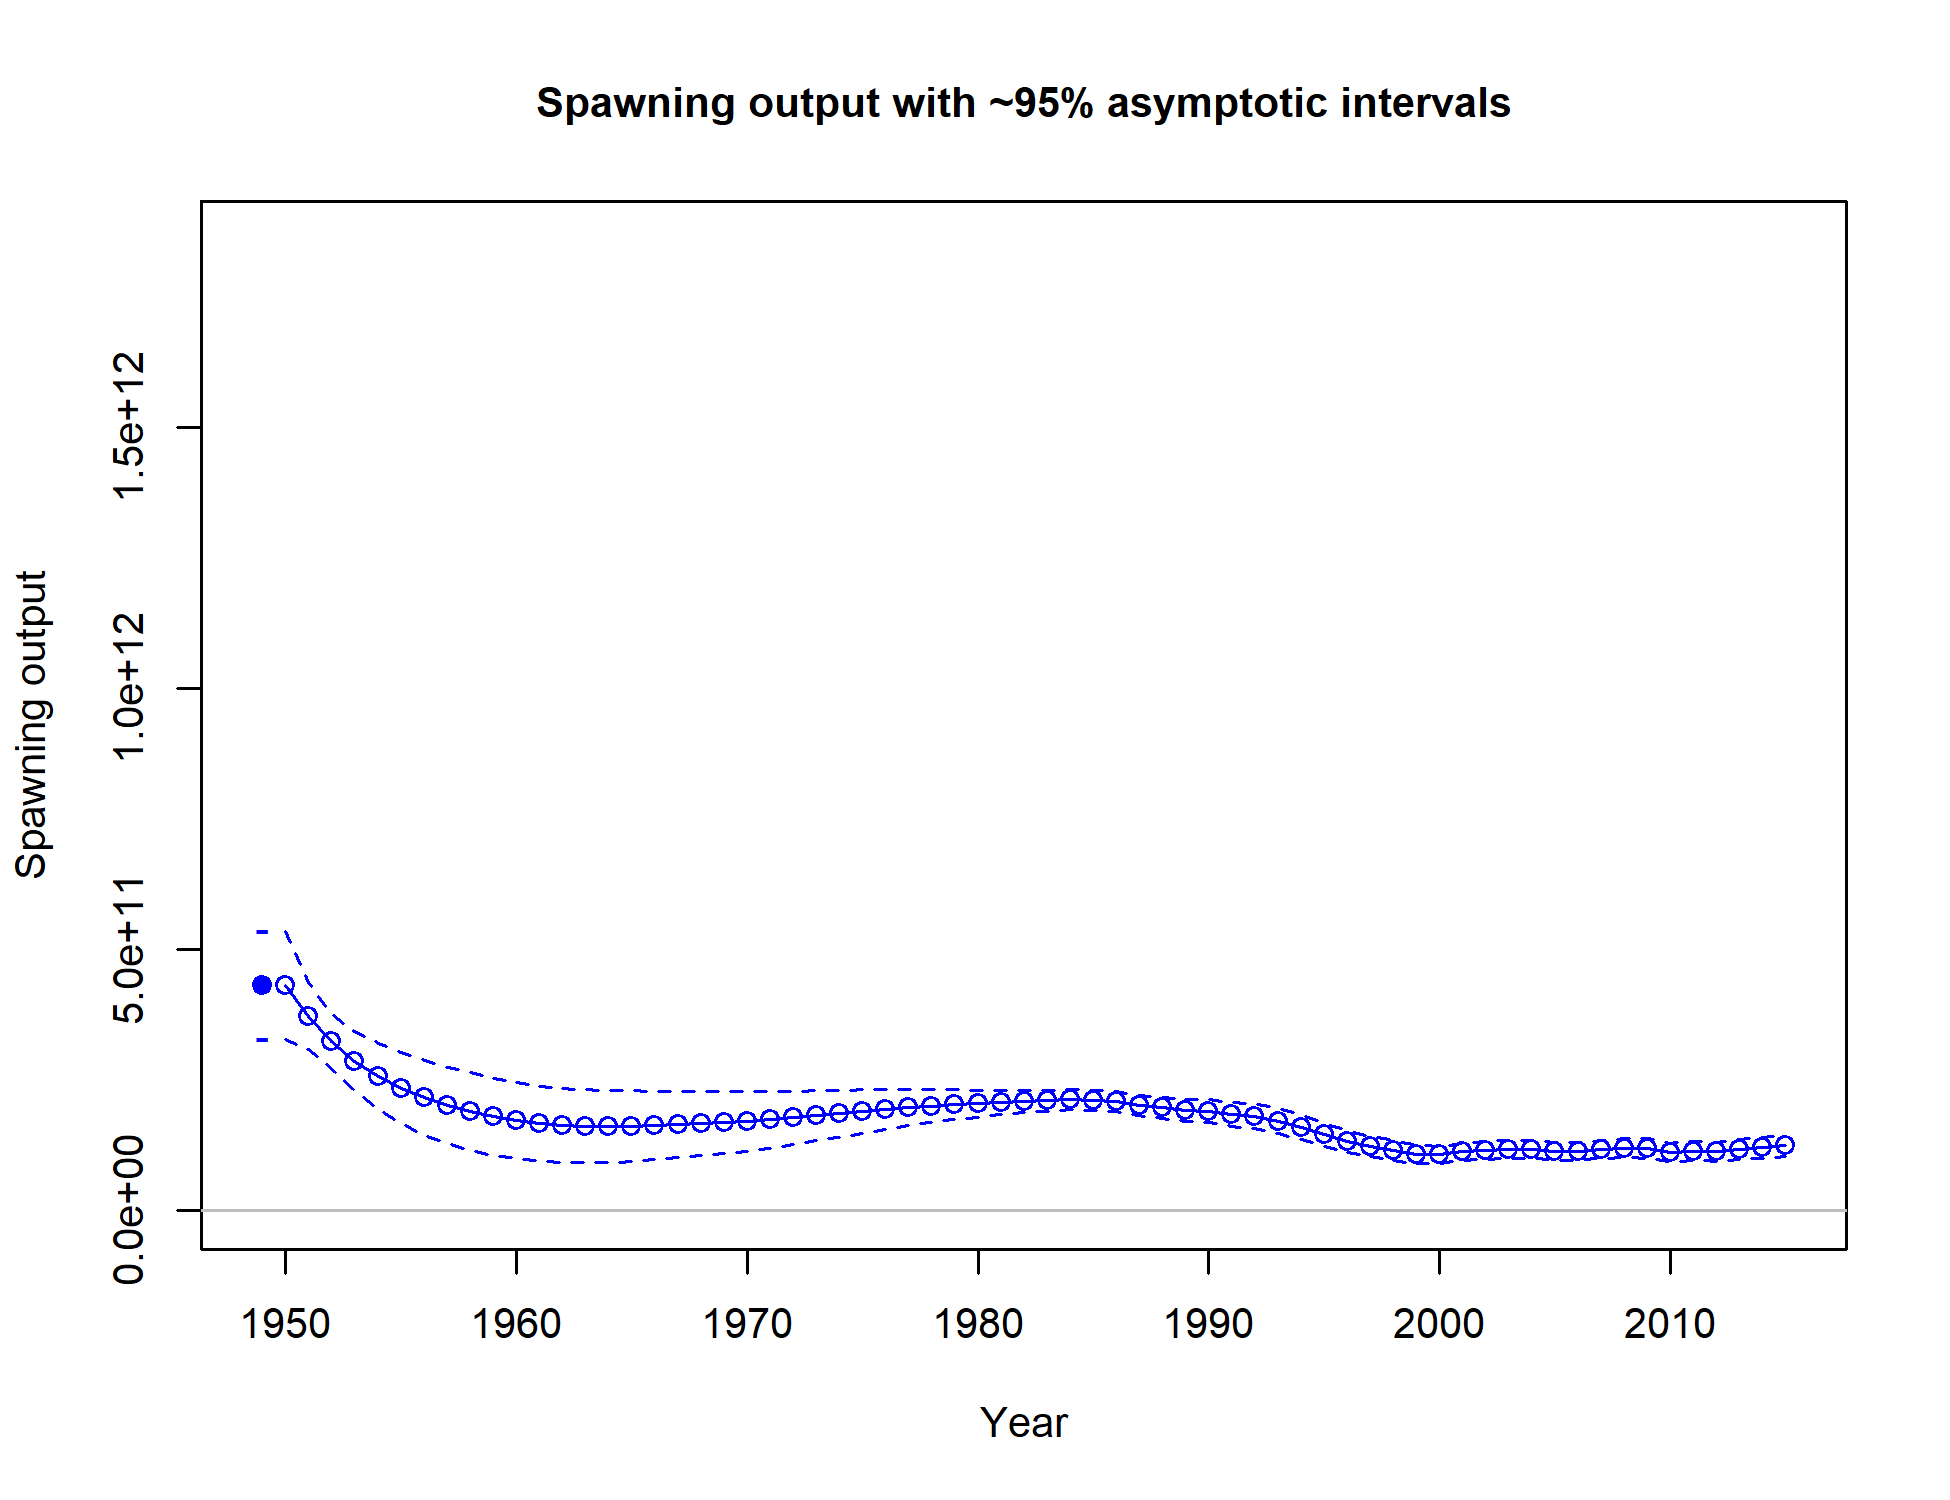 Spawning output with ~95% asymptotic intervals
Spawning output
1.5e+12
1.0e+12
5.0e+11
0.0e+00
1950 1960 1970 1980 1990 2000 2010
Year